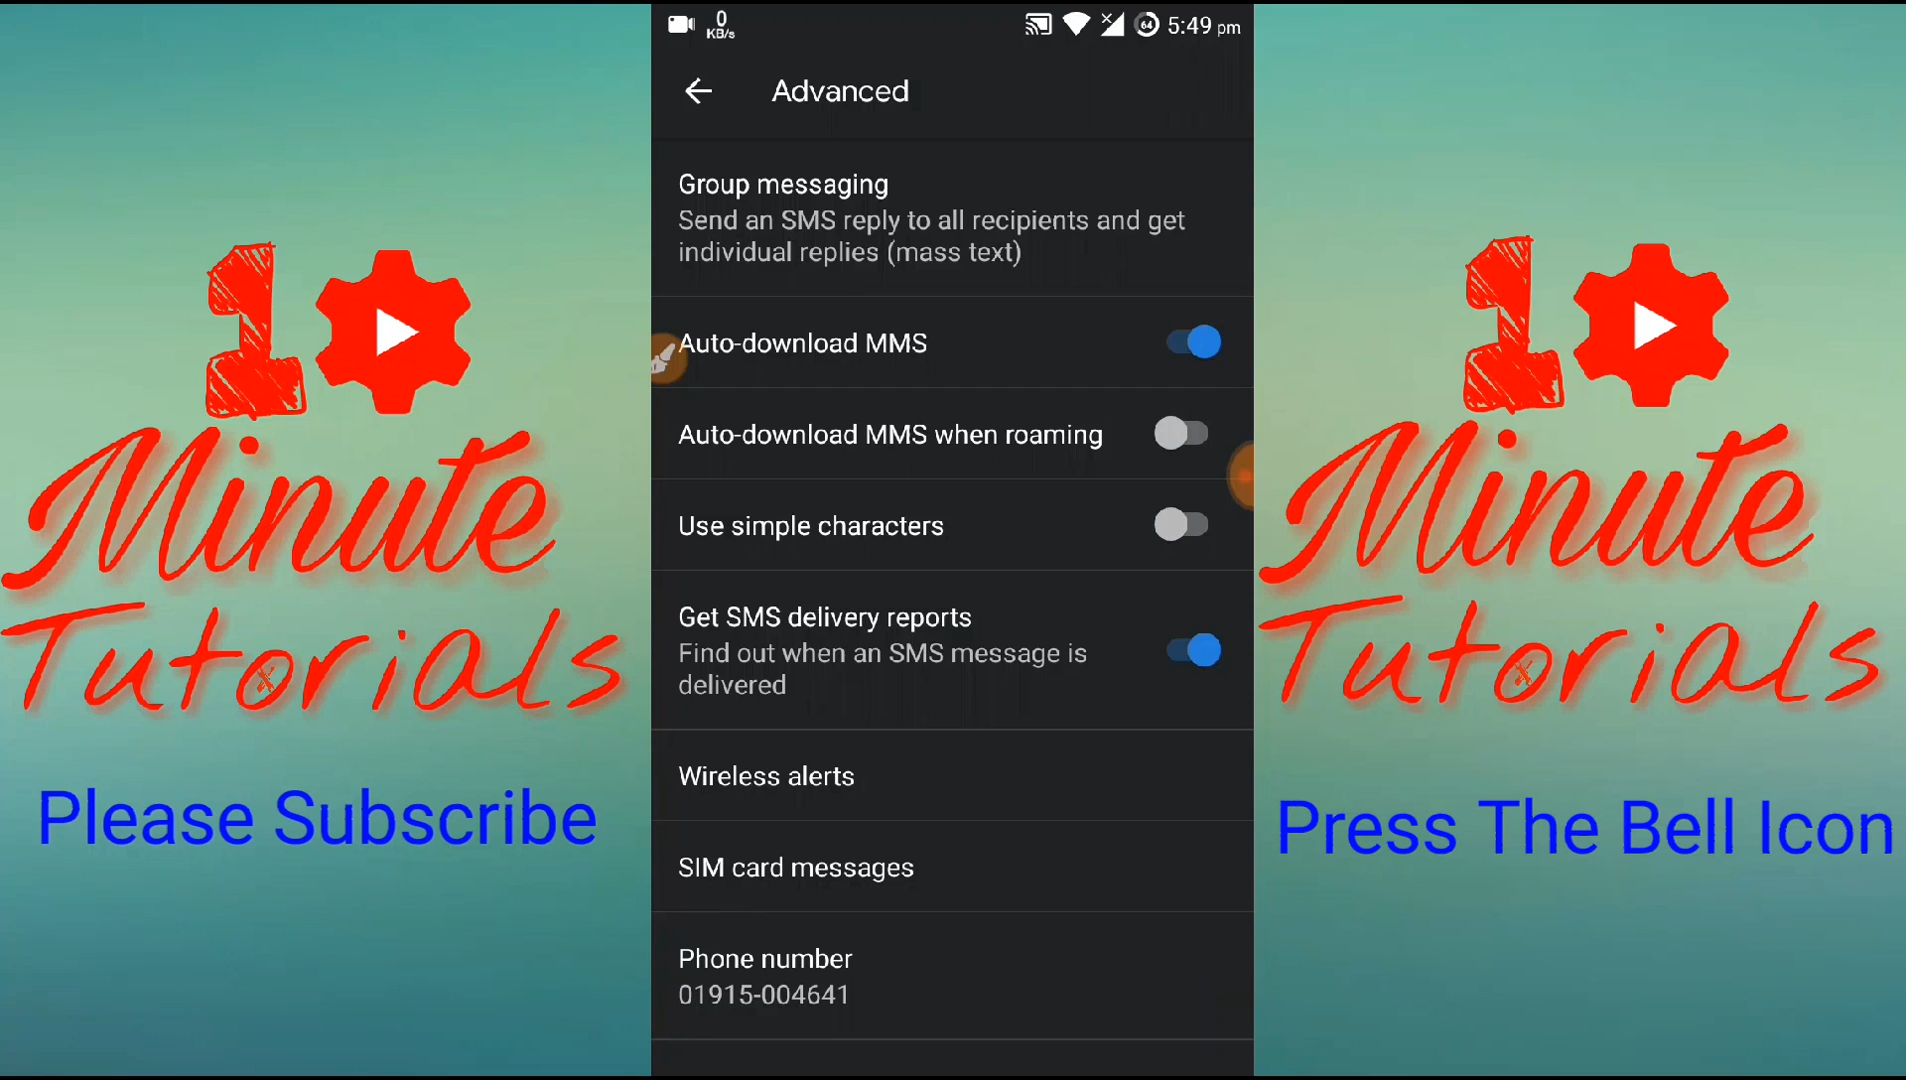 0
KB/s
64
5:49 pm
Advanced
Group messaging
Send an SMS reply to all recipients and get
individual replies (mass text)
Auto-download MMS
Auto-download MMS when roaming
Use simple characters
Get SMS delivery reports
Find out when an SMS message is
delivered
Wireless alerts
SIM card messages
Phone number
01915-004641
1
Minute
Tutorials
Please Subscribe
1
Minute
Tutorials
Press The Bell Icon